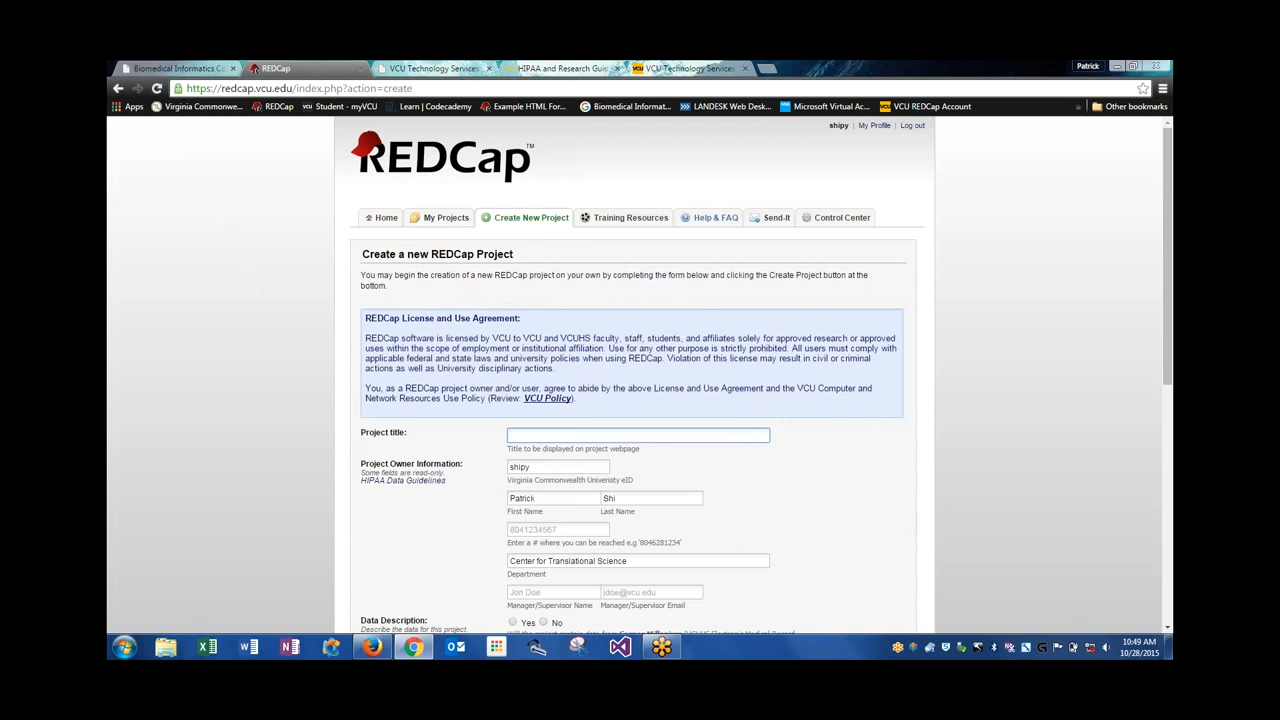 Biomedical Informatics Co
REDCap
VCU Technology Services
HIPAA and Research Guid
VCU Technology Services
Patrick
https://redcap.vcu.edu/index.php?action=create
Apps
Virginia Commonwe...
REDCap
Student - myVCU
Learn | Codecademy
Example HTML For...
Biomedical Informat...
LANDESK Web Desk...
Microsoft Virtual Ac...
VCU REDCap Account
»
Other bookmarks
shipy | My Profile | Log out
REDCap™
Home
My Projects
Create New Project
Training Resources
Help & FAQ
Send-It
Control Center
Create a new REDCap Project
You may begin the creation of a new REDCap project on your own by completing the form below and clicking the Create Project button at the
bottom.
REDCap License and Use Agreement:
REDCap software is licensed by VCU to VCU and VCUHS faculty, staff, students, and affiliates solely for approved research or approved
uses within the scope of employment or institutional affiliation. Use for any other purpose is strictly prohibited. All users must comply with
applicable federal and state laws and university policies when using REDCap. Violation of this license may result in civil or criminal
actions as well as University disciplinary actions.
You, as a REDCap project owner and/or user, agree to abide by the above License and Use Agreement and the VCU Computer and
Network Resources Use Policy (Review: VCU Policy).
Project title:
Title to be displayed on project webpage
Project Owner Information:
Some fields are read-only.
HIPAA Data Guidelines
shipy
Virginia Commonwealth Univeristy eID
Patrick
Shi
First Name
Last Name
8041234567
Enter a # where you can be reached e.g '8046281234'
Center for Translational Science
Department
Jon Doe
jdoe@vcu.edu
Manager/Supervisor Name
Manager/Supervisor Email
Data Description:
Describe the data for this project.
Yes
No
10:49 AM
10/28/2015